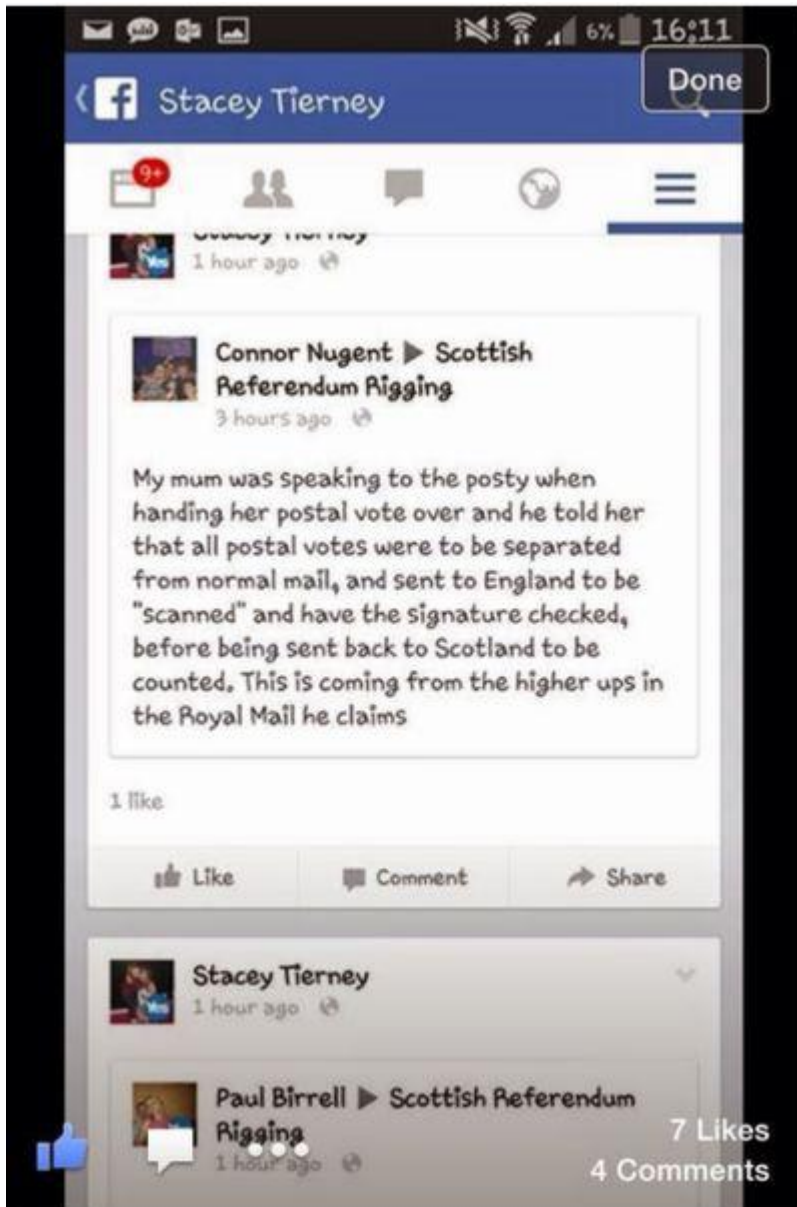 6% 16:11
Done
f Stacey Tierney
9+
Stacey Tierney
1 hour ago
Connor Nugent ▶ Scottish
Referendum Rigging
3 hours ago
My mum was speaking to the posty when
handing her postal vote over and he told her
that all postal votes were to be separated
from normal mail, and sent to England to be
"scanned" and have the signature checked,
before being sent back to Scotland to be
counted. This is coming from the higher ups in
the Royal Mail he claims
1 like
Like Comment Share
Stacey Tierney
1 hour ago
Paul Birrell ▶ Scottish Referendum
Rigging
1 hour ago
7 Likes
4 Comments